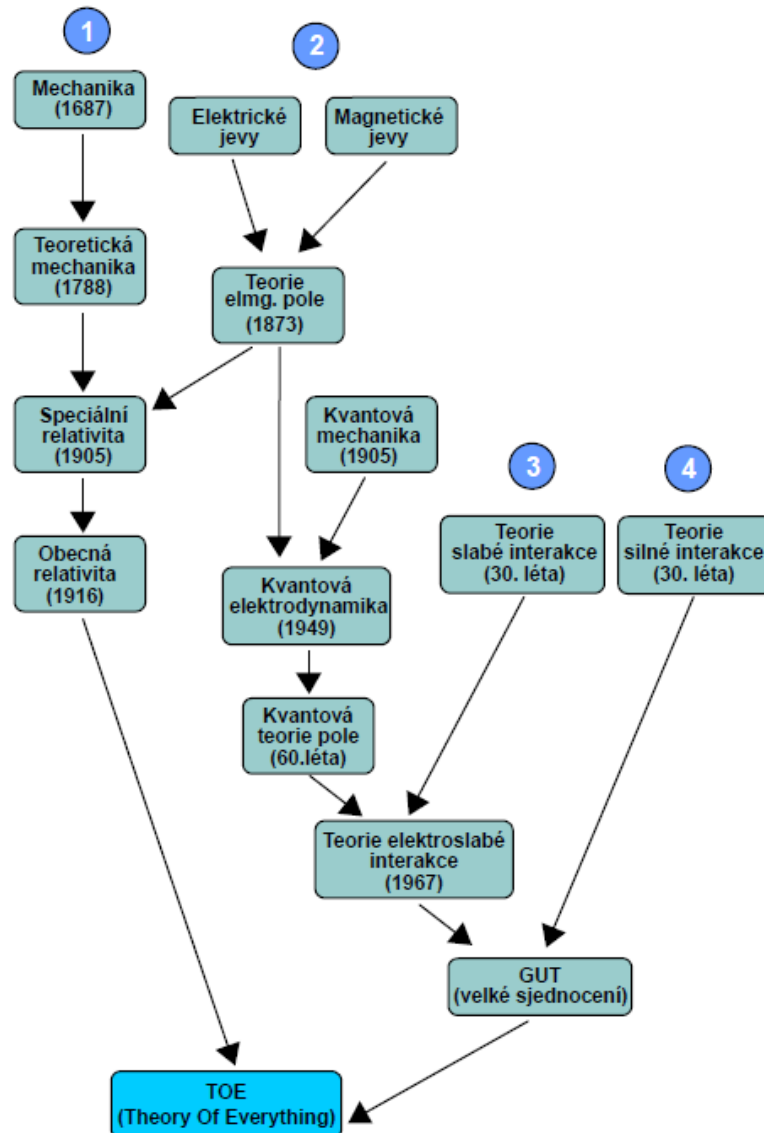 1
2
Mechanika
(1687)
Elektrické
jevy
Magnetické
jevy
Teoretická
mechanika
(1788)
Teorie
elmg. pole
(1873)
Speciální
relativita
(1905)
Kvantová
mechanika
(1905)
3
4
Obecná
relativita
(1916)
Teorie
slabé interakce
(30. léta)
Teorie
silné interakce
(30. léta)
Kvantová
elektrodynamika
(1949)
Kvantová
teorie pole
(60.léta)
Teorie elektroslabé
interakce
(1967)
GUT
(velké sjednocení)
TOE
(Theory Of Everything)